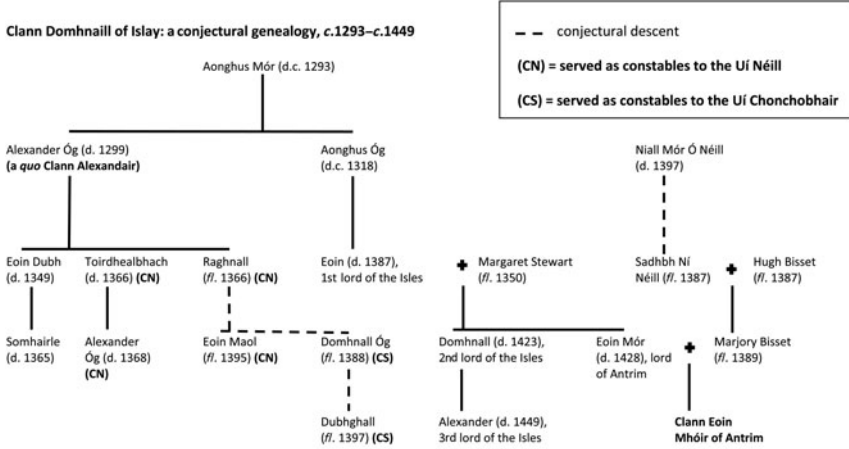 Clann Domhnaill of Islay: a conjectural genealogy, c.1293–c.1449
conjectural descent
(CN) = served as constables to the Uí Néill
(CS) = served as constables to the Uí Chonchobhair
Aonghus Mór (d.c. 1293)
Alexander Óg (d. 1299)
(a quo Clann Alexandair)
Aonghus Óg
(d.c. 1318)
Niall Mór Ó Néill
(d. 1397)
Eoin Dubh
(d. 1349)
Toirdhealbhach
(d. 1366) (CN)
Raghnall
(fl. 1366) (CN)
Eoin (d. 1387),
1st lord of the Isles
Margaret Stewart
(fl. 1350)
Sadhbh Ní
Néill (fl. 1387)
Hugh Bisset
(fl. 1387)
Somhairle
(d. 1365)
Alexander
Óg (d. 1368)
(CN)
Eoin Maol
(fl. 1395) (CN)
Domhnall Óg
(fl. 1388) (CS)
Domhnall (d. 1423),
2nd lord of the Isles
Eoin Mór
(d. 1428), lord
of Antrim
Marjory Bisset
(fl. 1389)
Dubhghall
(fl. 1397) (CS)
Alexander (d. 1449),
3rd lord of the Isles
Clann Eoin
Mhóir of Antrim